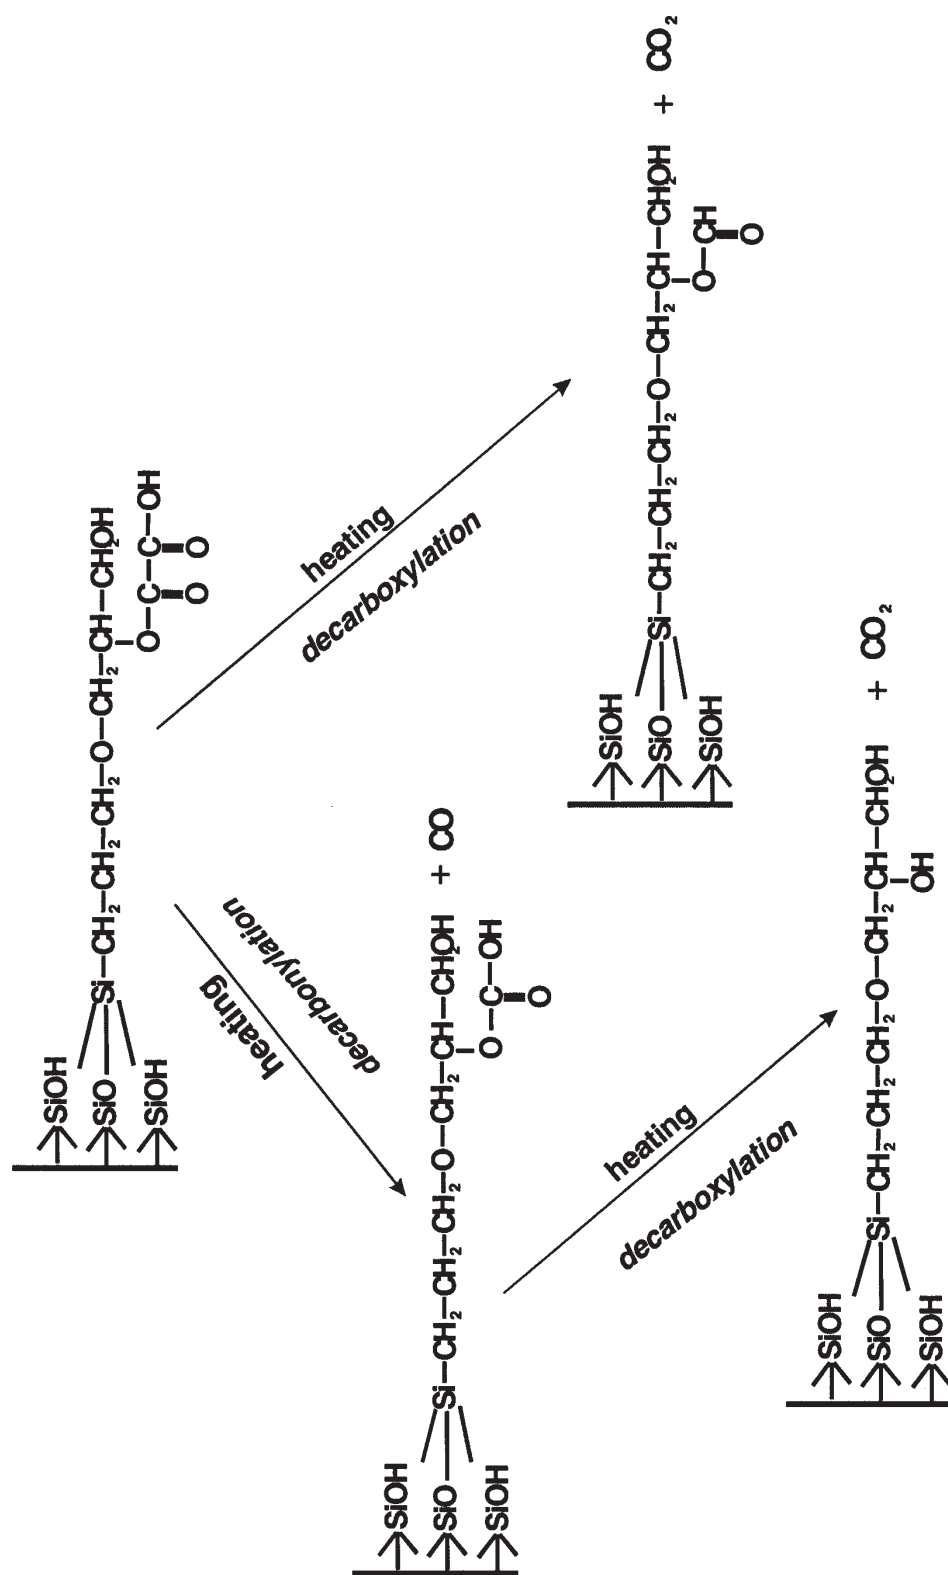 SiOH
SiO Si–CH₂–CH₂–CH₂–O–CH₂–CH–CH₂OH
SiOH O–C–C–OH
O O
heating
decarbonylation
heating
decarboxylation
SiOH
SiO Si–CH₂–CH₂–CH₂–O–CH₂–CH–CH₂OH + CO
SiOH O–C–OH
O
SiOH
SiO Si–CH₂–CH₂–CH₂–O–CH₂–CH–CH₂OH + CO₂
SiOH O–CH
O
heating
decarboxylation
SiOH
SiO Si–CH₂–CH₂–CH₂–O–CH₂–CH–CH₂OH + CO₂
SiOH OH